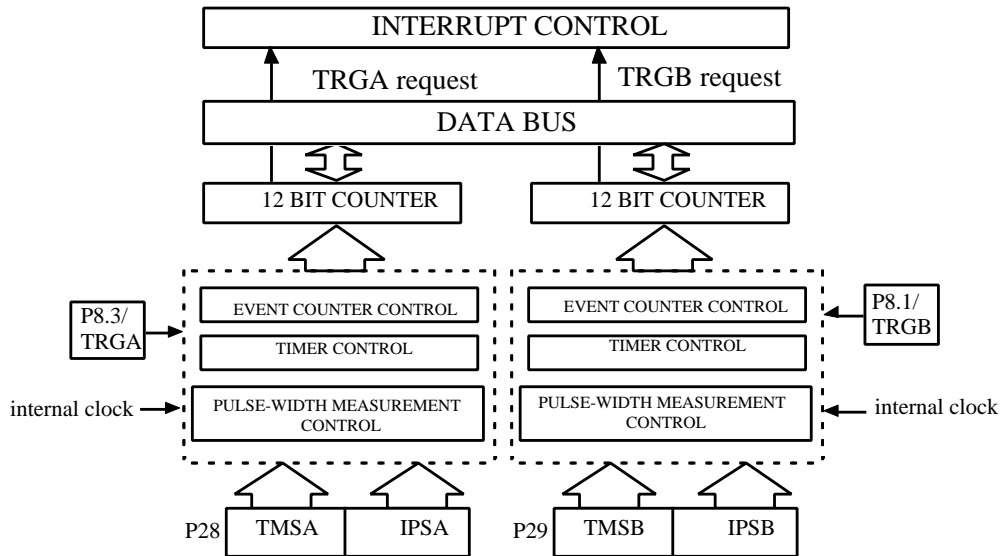 INTERRUPT CONTROL
TRGA request
TRGB request
DATA BUS
12 BIT COUNTER
12 BIT COUNTER
EVENT COUNTER CONTROL
TIMER CONTROL
PULSE-WIDTH MEASUREMENT
CONTROL
EVENT COUNTER CONTROL
TIMER CONTROL
PULSE-WIDTH MEASUREMENT
CONTROL
P8.3/
TRGA
P8.1/
TRGB
internal clock
internal clock
P28
TMSA
IPSA
P29
TMSB
IPSB